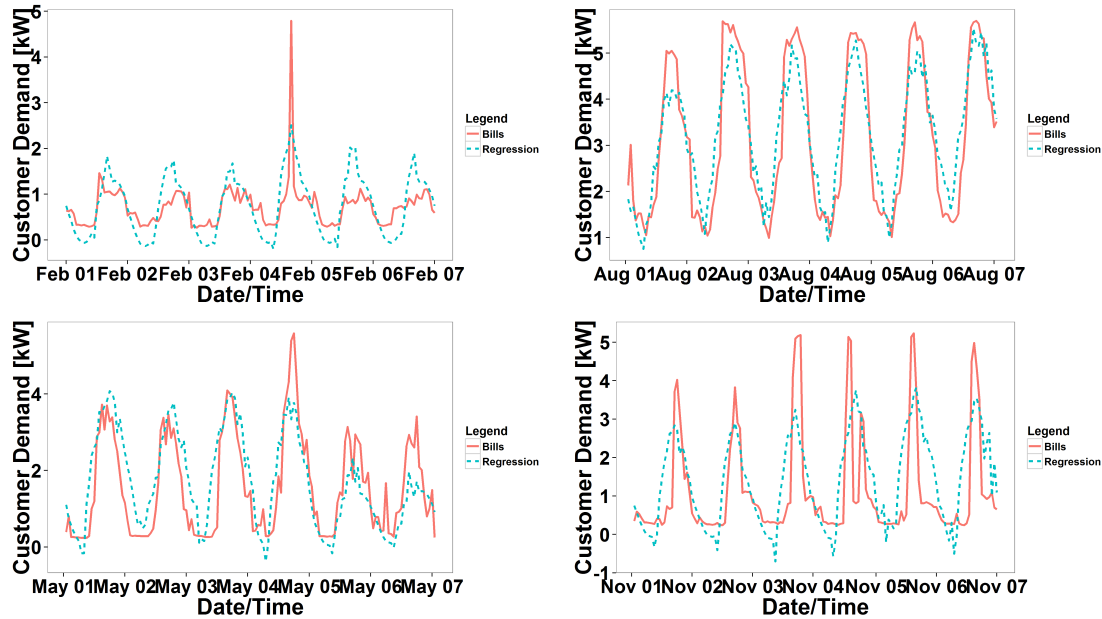 Customer Demand [kW]
5
4
3
2
1
0
Feb 01 Feb 02 Feb 03 Feb 04 Feb 05 Feb 06 Feb 07
Date/Time
Legend
Bills
Regression
Customer Demand [kW]
5
4
3
2
1
Aug 01 Aug 02 Aug 03 Aug 04 Aug 05 Aug 06 Aug 07
Date/Time
Legend
Bills
Regression
Customer Demand [kW]
4
2
0
May 01 May 02 May 03 May 04 May 05 May 06 May 07
Date/Time
Legend
Bills
Regression
Customer Demand [kW]
5
4
3
2
1
0
-1
Nov 01 Nov 02 Nov 03 Nov 04 Nov 05 Nov 06 Nov 07
Date/Time
Legend
Bills
Regression